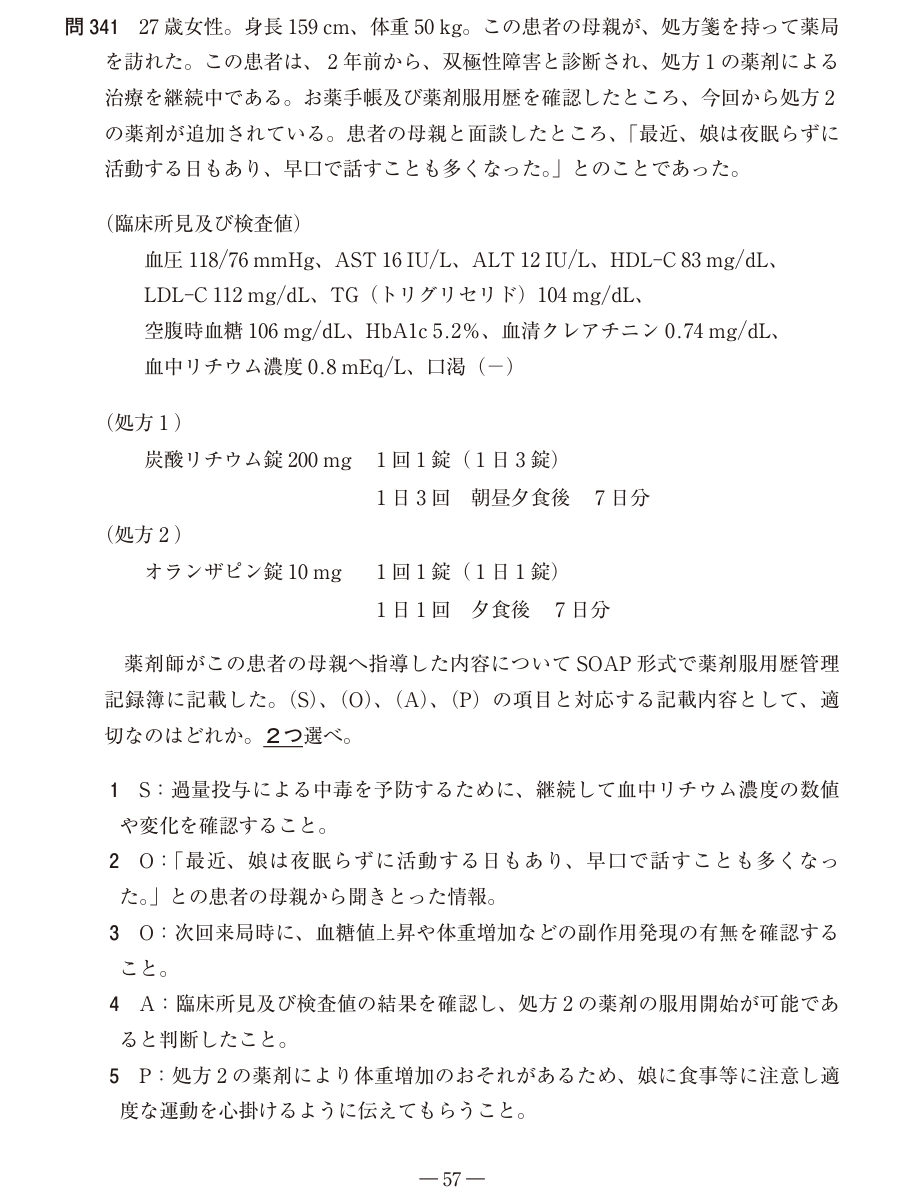 問 341　27 歳女性。身長 159 cm、体重 50 kg。この患者の母親が、処方箋を持って薬局
を訪れた。この患者は、２年前から、双極性障害と診断され、処方１の薬剤による
治療を継続中である。お薬手帳及び薬剤服用歴を確認したところ、今回から処方２
の薬剤が追加されている。患者の母親と面談したところ、「最近、娘は夜眠らずに
活動する日もあり、早口で話すことも多くなった。」とのことであった。
（臨床所見及び検査値）
血圧 118/76 mmHg、AST 16 IU/L、ALT 12 IU/L、HDL-C 83 mg/dL、
LDL-C 112 mg/dL、TG（トリグリセリド）104 mg/dL、
空腹時血糖 106 mg/dL、HbA1c 5.2%、血清クレアチニン 0.74 mg/dL、
血中リチウム濃度 0.8 mEq/L、口渇（－）
（処方１）
炭酸リチウム錠 200 mg　１回１錠（１日３錠）
１日３回　朝昼夕食後　７日分
（処方２）
オランザピン錠 10 mg　１回１錠（１日１錠）
１日１回　夕食後　７日分
薬剤師がこの患者の母親へ指導した内容について SOAP 形式で薬剤服用歴管理
記録簿に記載した。（S）、（O）、（A）、（P）の項目と対応する記載内容として、適
切なのはどれか。２つ選べ。
1　S：過量投与による中毒を予防するために、継続して血中リチウム濃度の数値
や変化を確認すること。
2　O：「最近、娘は夜眠らずに活動する日もあり、早口で話すことも多くなっ
た。」との患者の母親から聞きとった情報。
3　O：次回来局時に、血糖値上昇や体重増加などの副作用発現の有無を確認する
こと。
4　A：臨床所見及び検査値の結果を確認し、処方２の薬剤の服用開始が可能であ
ると判断したこと。
5　P：処方２の薬剤により体重増加のおそれがあるため、娘に食事等に注意し適
度な運動を心掛けるように伝えてもらうこと。
― 57 ―